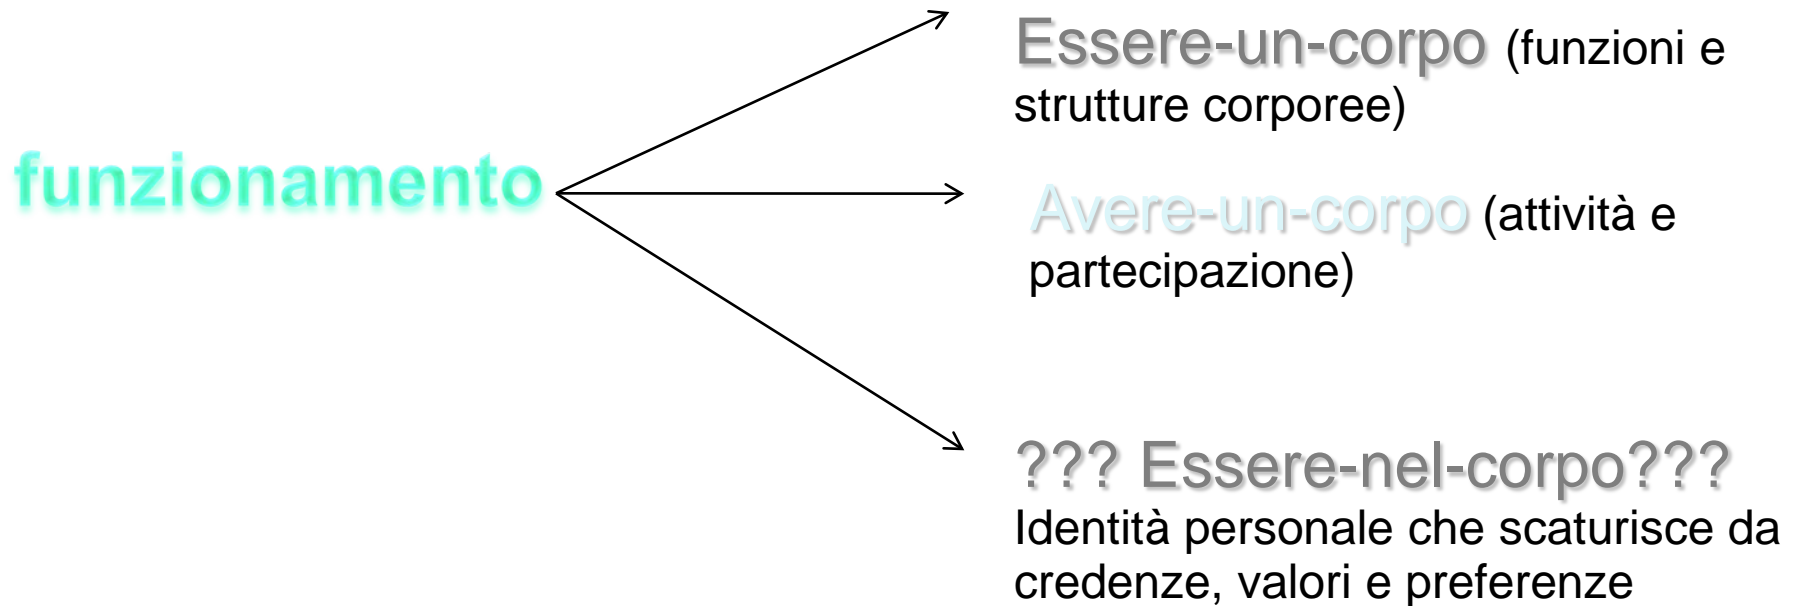 funzionamento
Essere-un-corpo (funzioni e
strutture corporee)
Avere-un-corpo (attività e
partecipazione)
??? Essere-nel-corpo???
Identità personale che scaturisce da
credenze, valori e preferenze